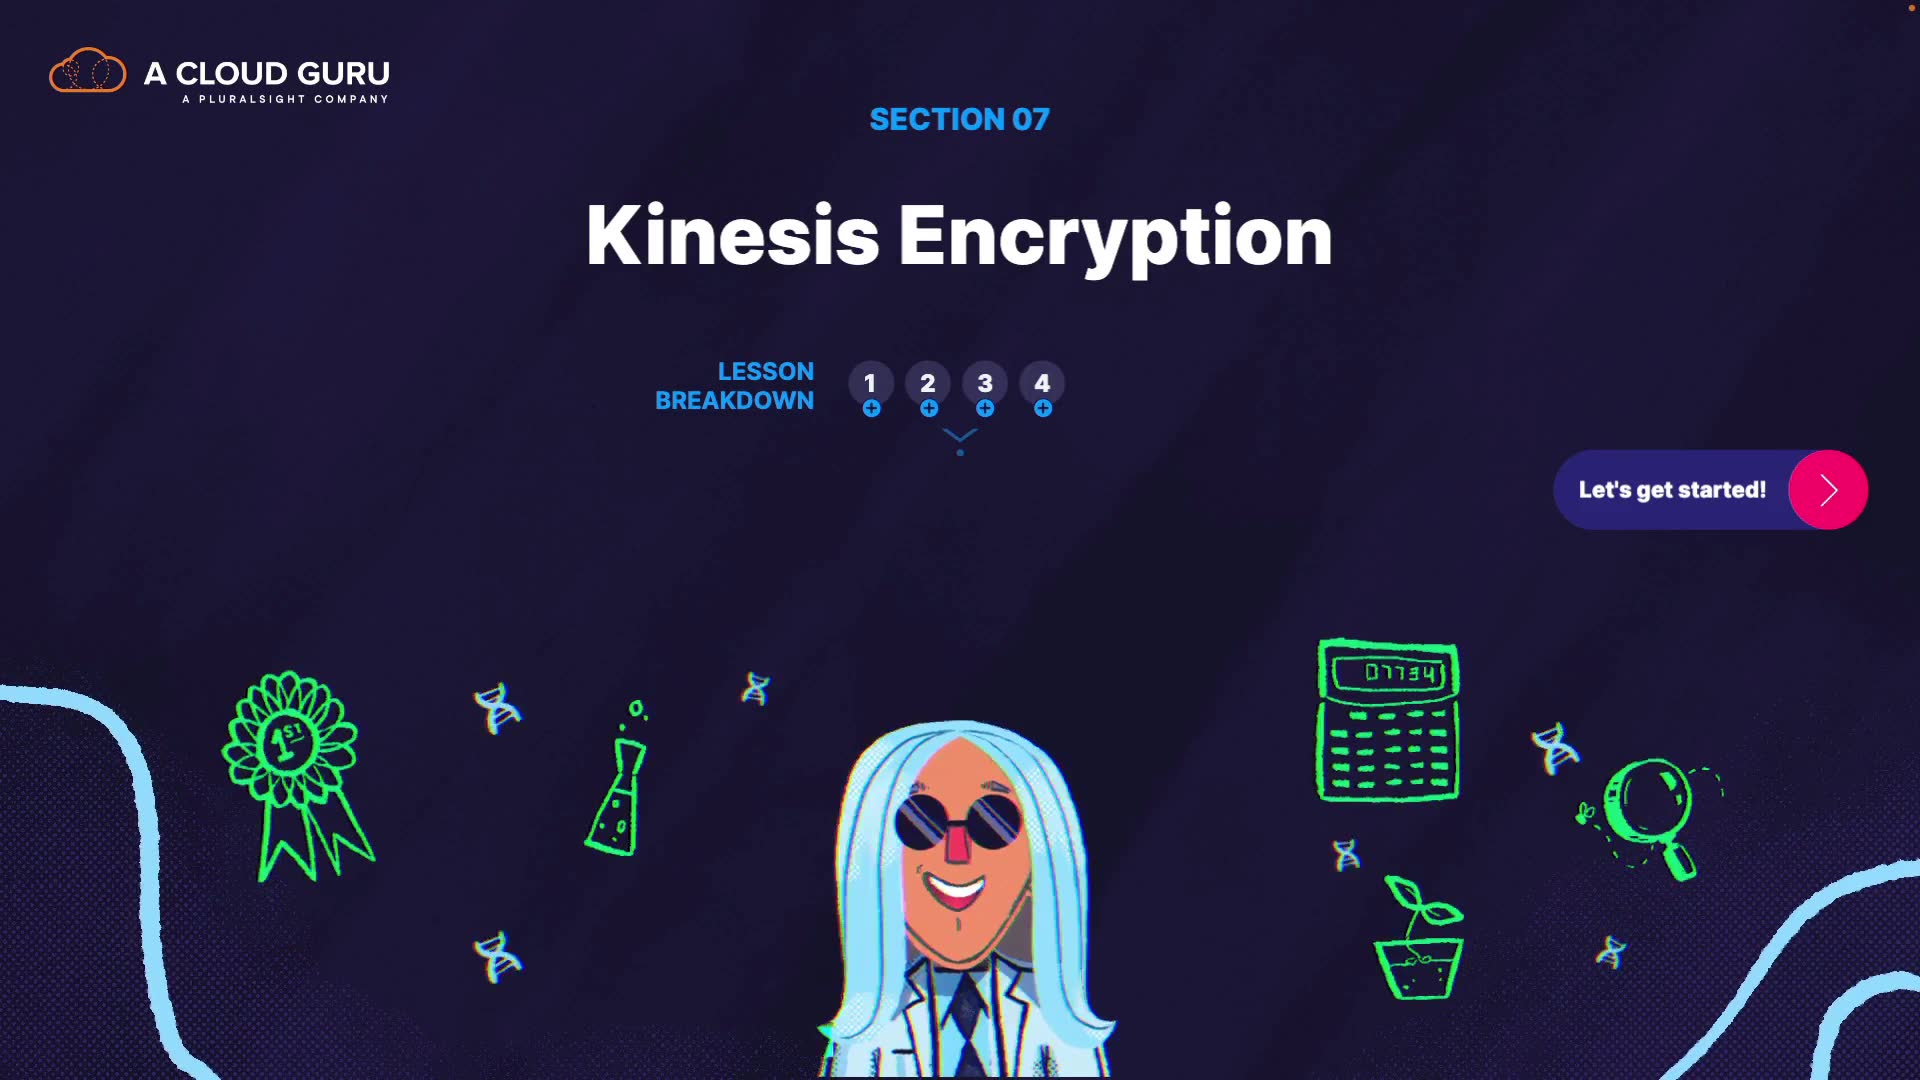 A CLOUD GURU
A PLURALSIGHT COMPANY
SECTION 07
Kinesis Encryption
LESSON
BREAKDOWN
1 2 3 4
Let's get started!
07734
1ST